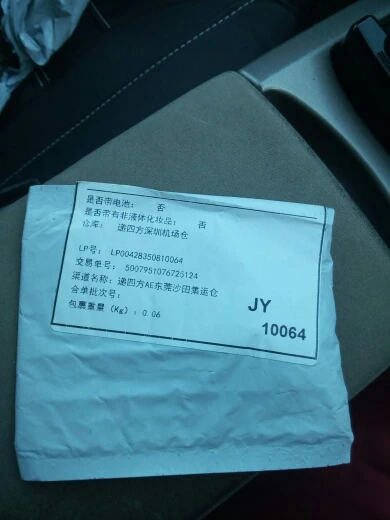 是否带电池： 否
是否带有非液体化妆品： 否
仓库： 递四方深圳机场仓
LP号： LP00428350810064
交易单号： 5007951076725124
渠道名称： 递四方AE东莞沙田集运仓
合单批次号：
包裹重量（Kg）：0.06
JY
10064